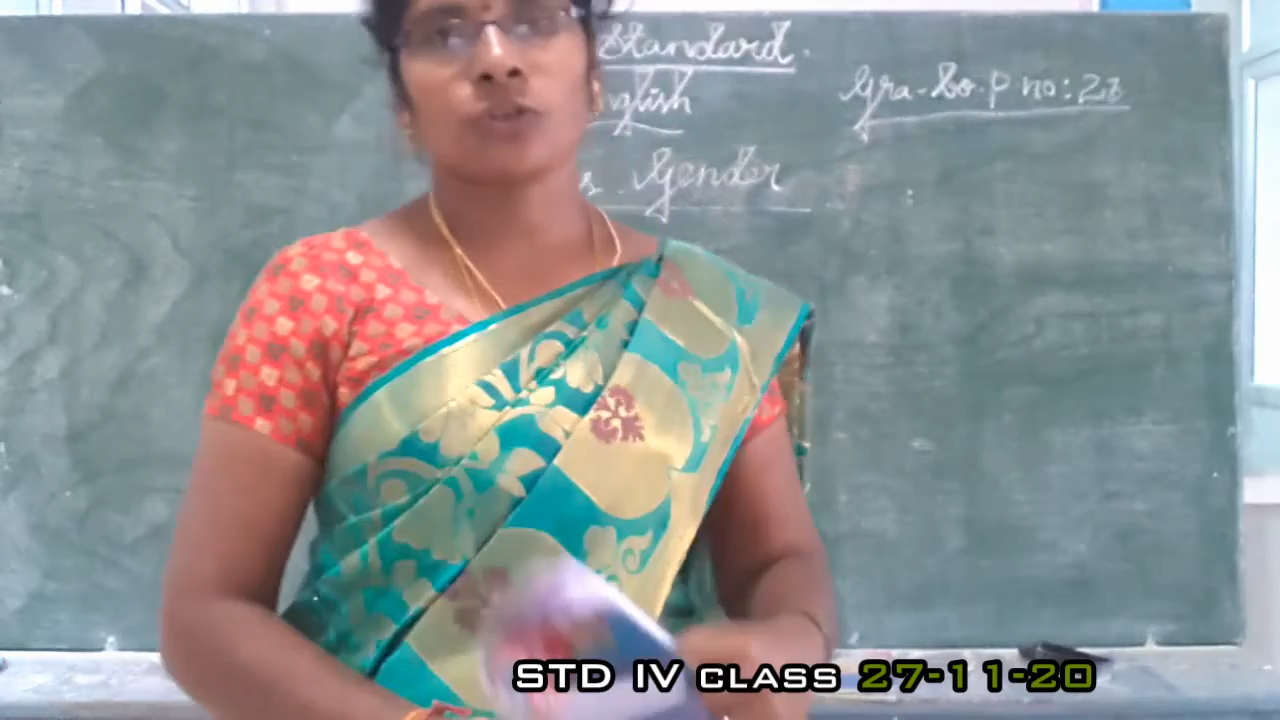 Standard.
nglish
Gra-Bo.P.no:28
s. Gender
STD IV CLASS 27-11-20